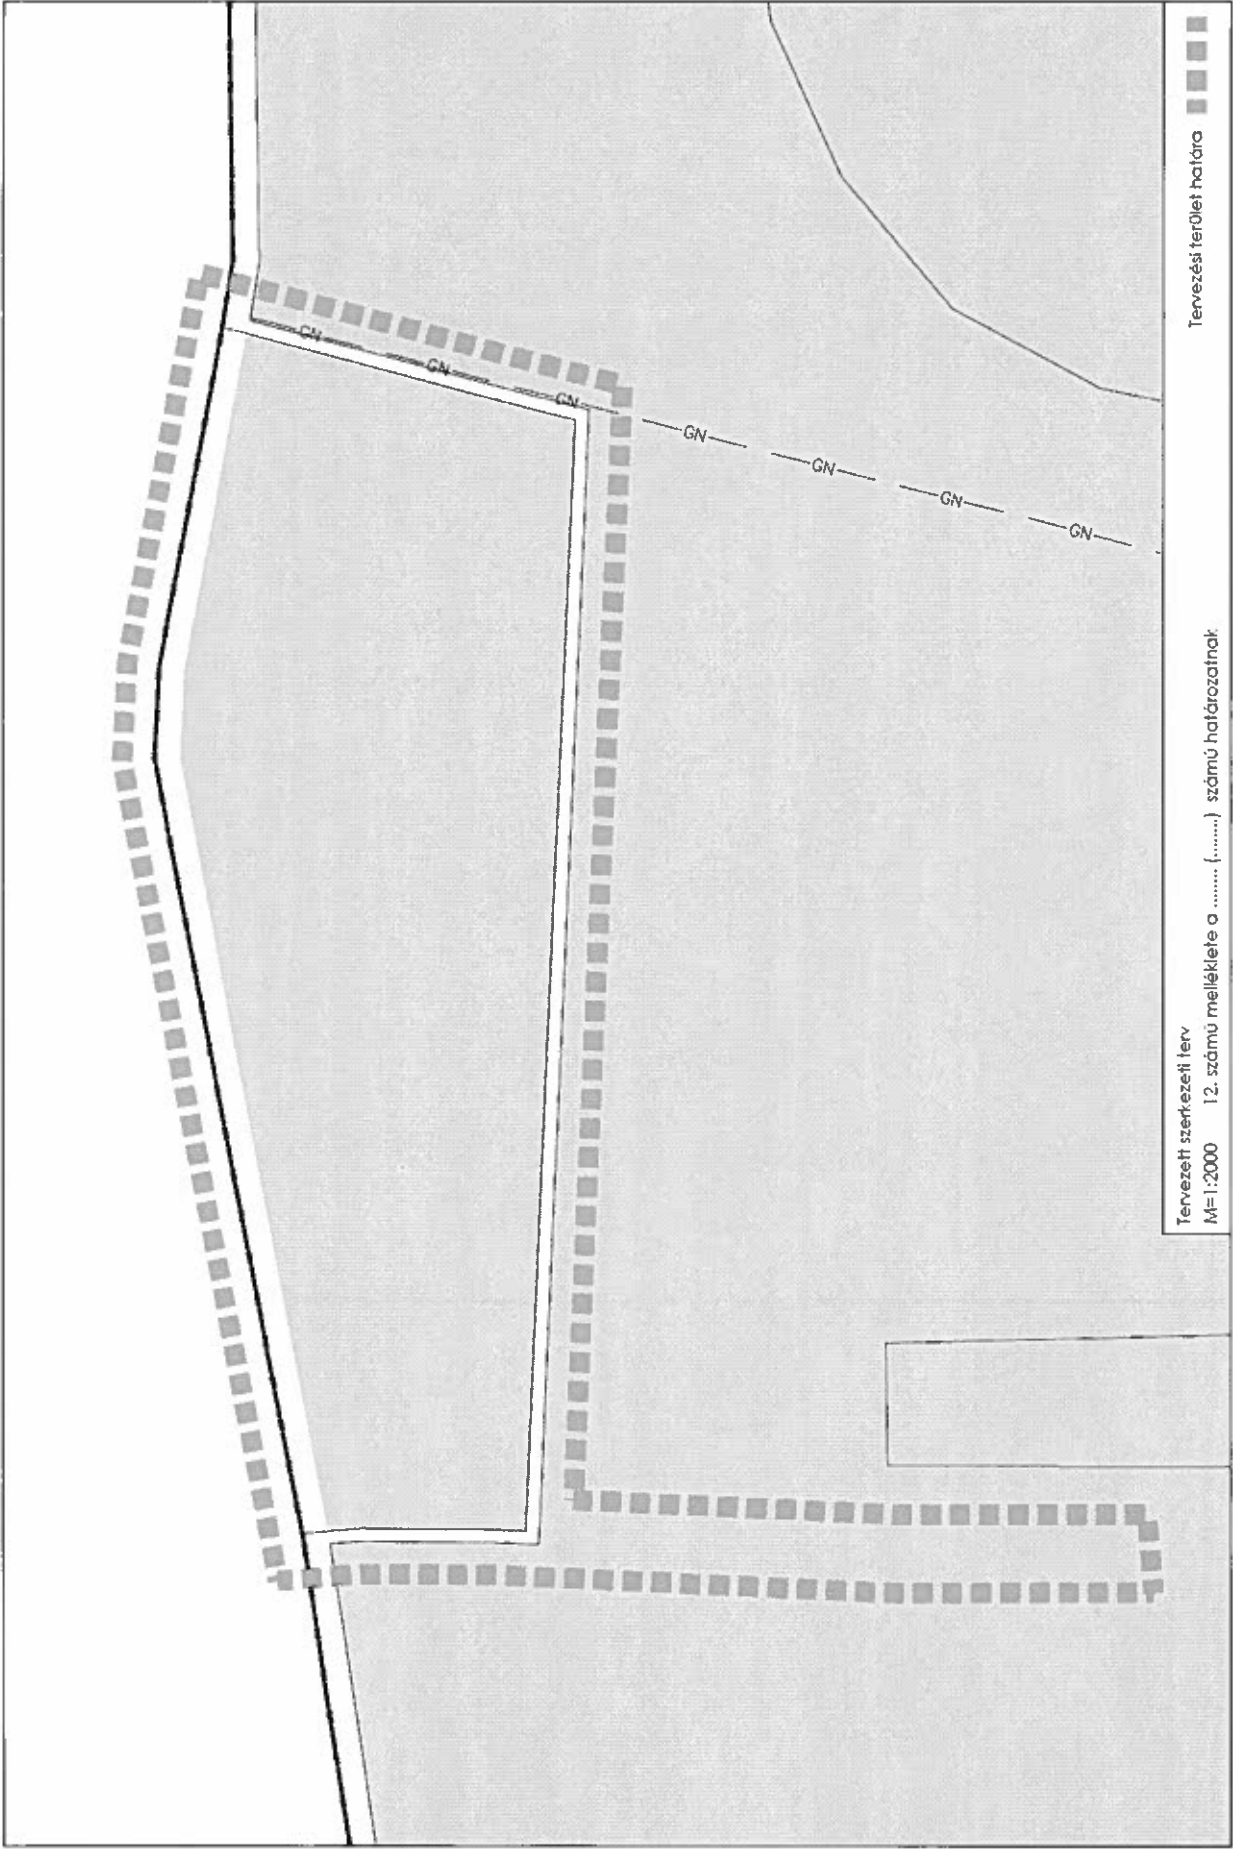 GN
GN
GN
GN
GN
GN
GN
Tervezett szerkezeti terv
Tervezési terület határa
M=1:2000 12. számú melléklete a ........ (........) számú határozatnak